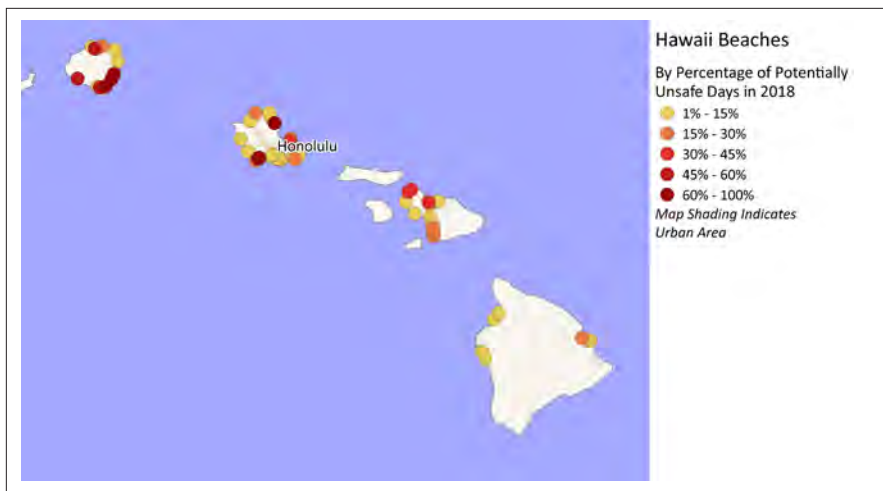 Hawaii Beaches
By Percentage of Potentially
Unsafe Days in 2018
1% - 15%
15% - 30%
30% - 45%
45% - 60%
60% - 100%
Map Shading Indicates
Urban Area
Honolulu